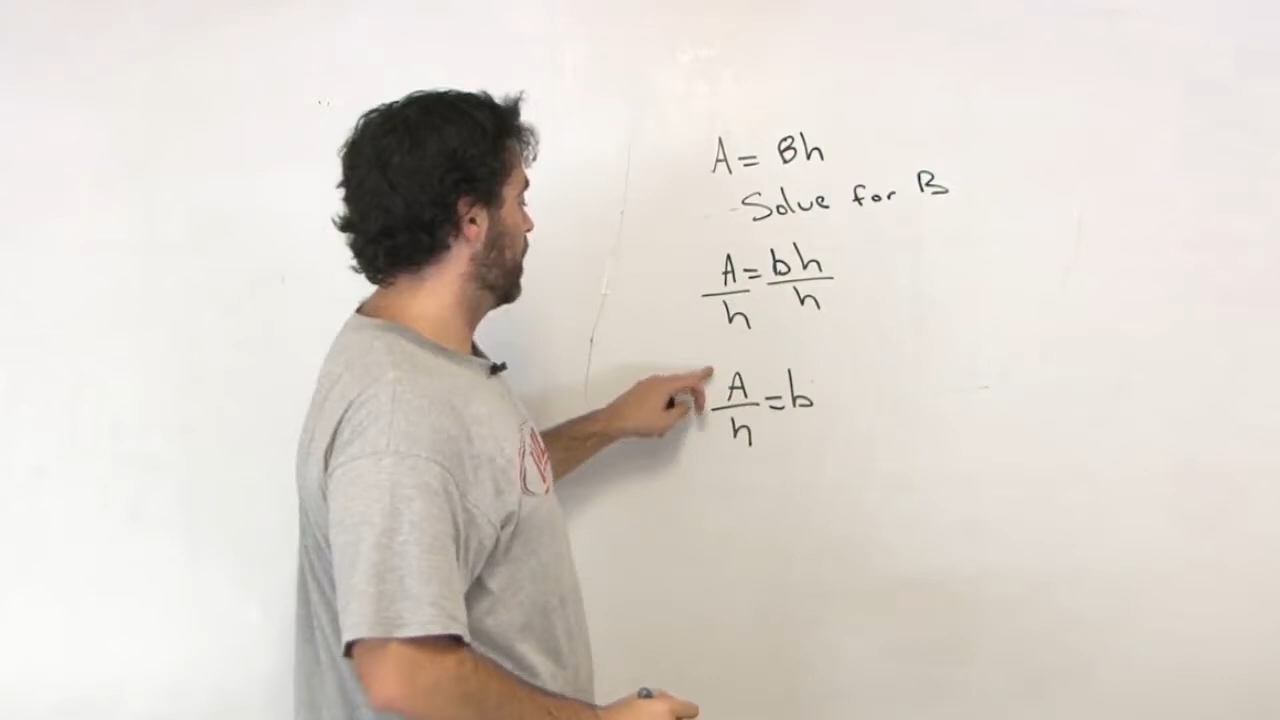 A = Bh
Solve for B
A/h = bh/h
A/h = b